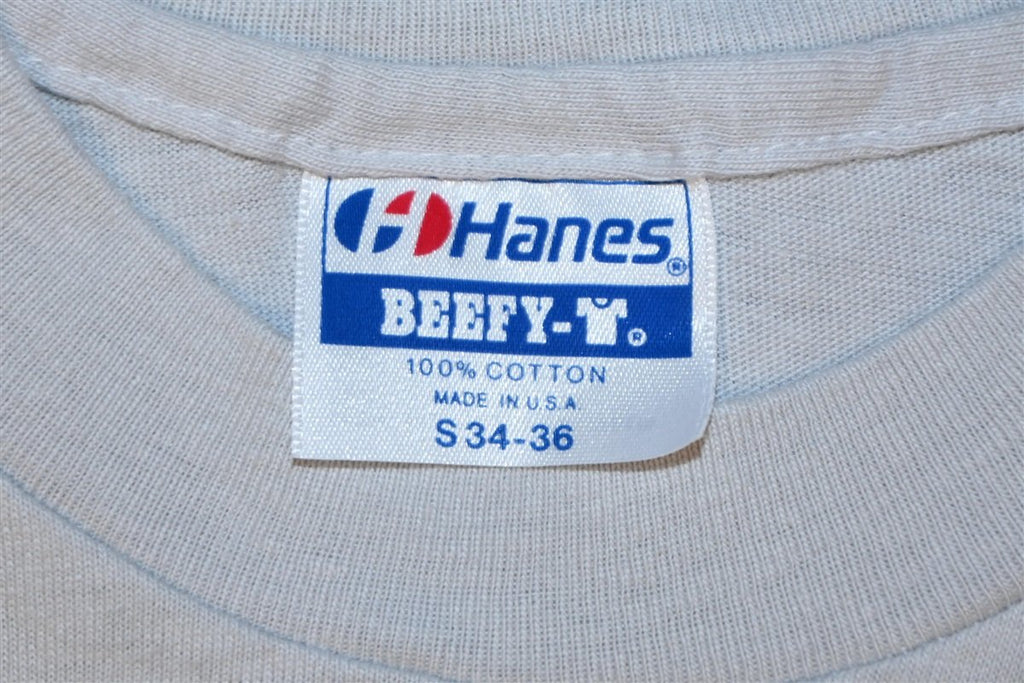 Hanes®
BEEFY-T®
100% COTTON
MADE IN U.S.A.
S 34-36